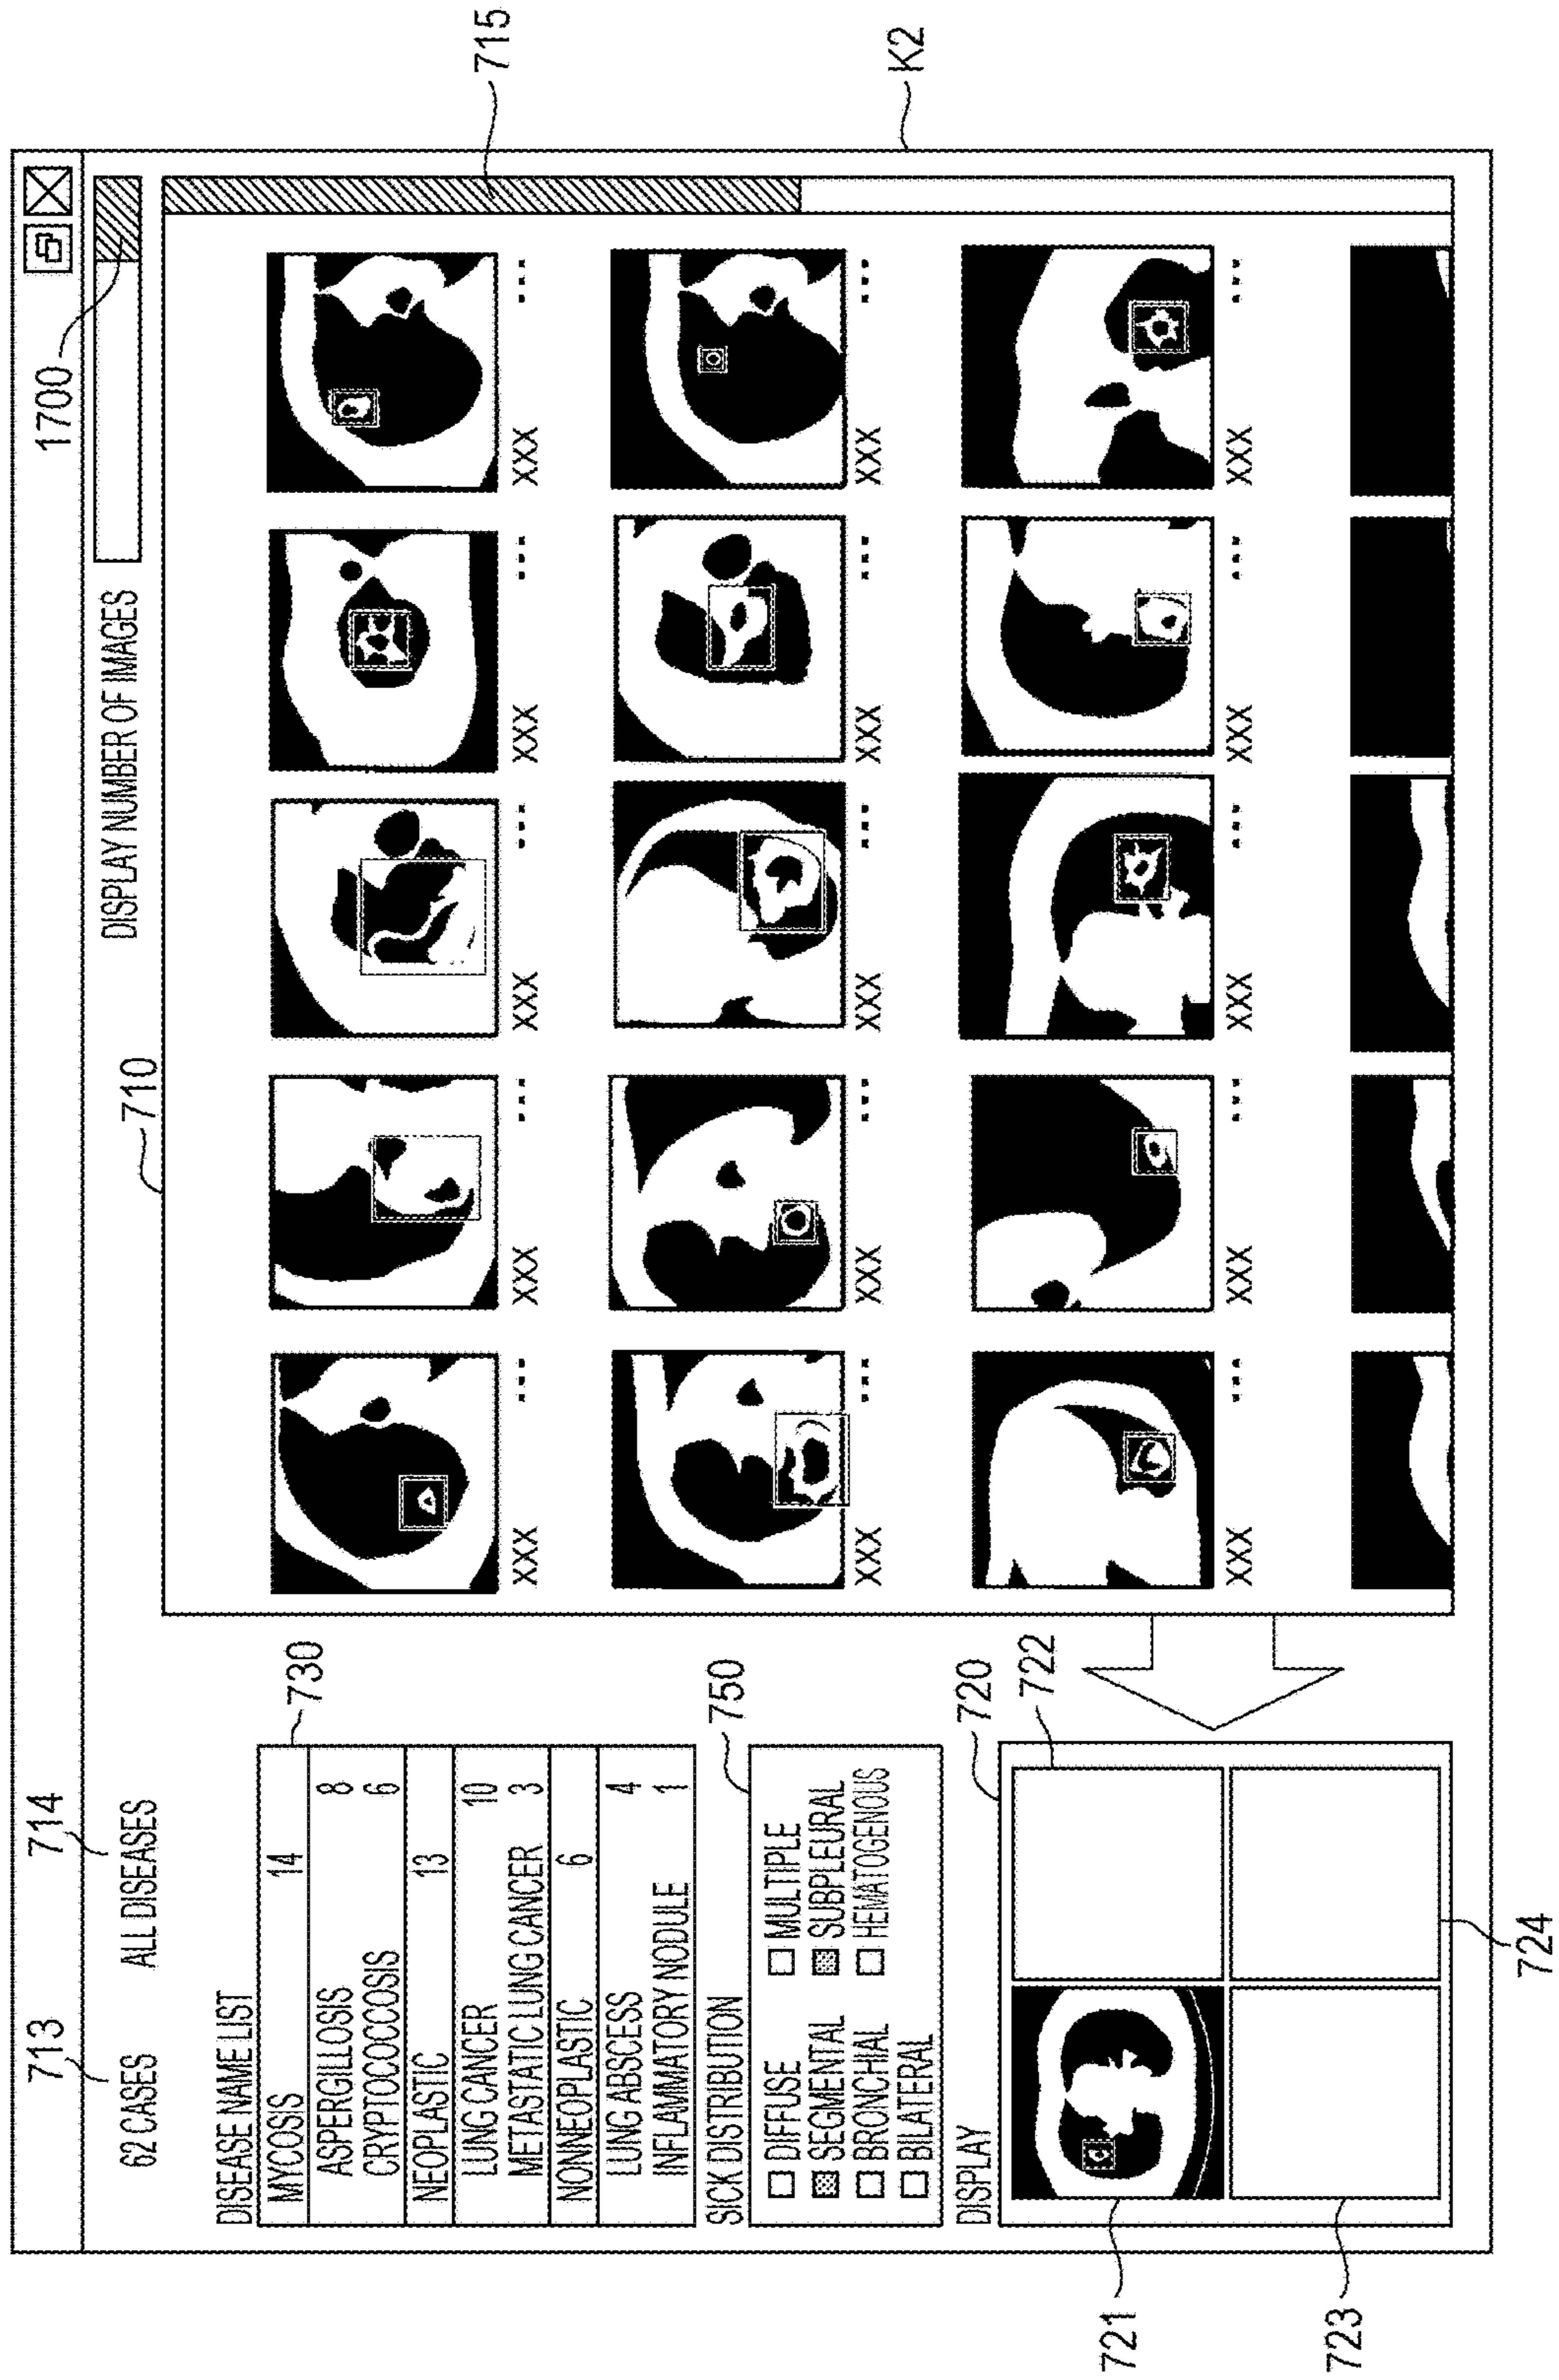 713
714
1700
62 CASES
ALL DISEASES
710
DISPLAY NUMBER OF IMAGES
DISEASE NAME LIST
730
MYCOSIS 14
ASPERGILLOSIS 8
CRYPTOCOCCOSIS 6
NEOPLASTIC 13
LUNG CANCER 10
METASTATIC LUNG CANCER 3
NONNEOPLASTIC 6
LUNG ABSCESS 4
INFLAMMATORY NODULE 1
SICK DISTRIBUTION
750
DIFFUSE MULTIPLE
SEGMENTAL SUBPLEURAL
BRONCHIAL HEMATOGENOUS
BILATERAL
DISPLAY
720
722
721
723
724
XXX ... XXX ... XXX ... XXX ... XXX ...
715
XXX ... XXX ... XXX ... XXX ... XXX ...
K2
XXX ... XXX ... XXX ... XXX ... XXX ...